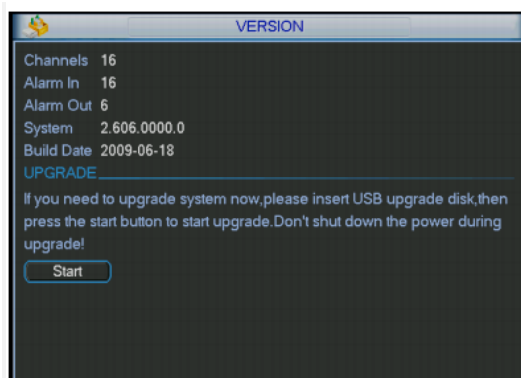 VERSION
Channels 16
Alarm In 16
Alarm Out 6
System 2.606.0000.0
Build Date 2009-06-18
UPGRADE
If you need to upgrade system now,please insert USB upgrade disk,then
press the start button to start upgrade.Don't shut down the power during
upgrade!
Start